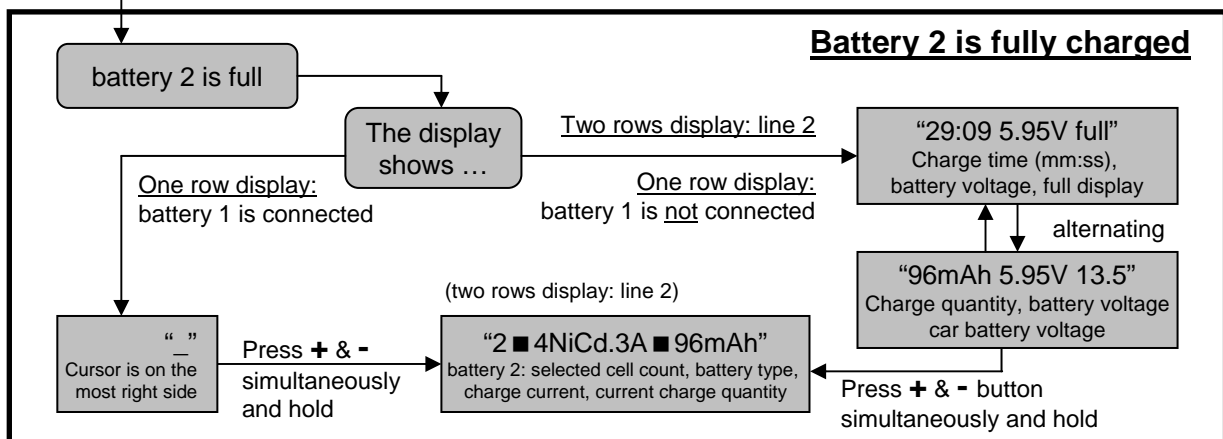 Battery 2 is fully charged
battery 2 is full
The display
shows …
Two rows display: line 2
One row display:
battery 1 is not connected
One row display:
battery 1 is connected
“29:09 5.95V full”
Charge time (mm:ss),
battery voltage, full display
alternating
“96mAh 5.95V 13.5”
Charge quantity, battery voltage
car battery voltage
(two rows display: line 2)
“_”
Cursor is on the
most right side
Press + & -
simultaneously
and hold
“2 ■ 4NiCd.3A ■ 96mAh”
battery 2: selected cell count, battery type,
charge current, current charge quantity
Press + & - button
simultaneously and hold